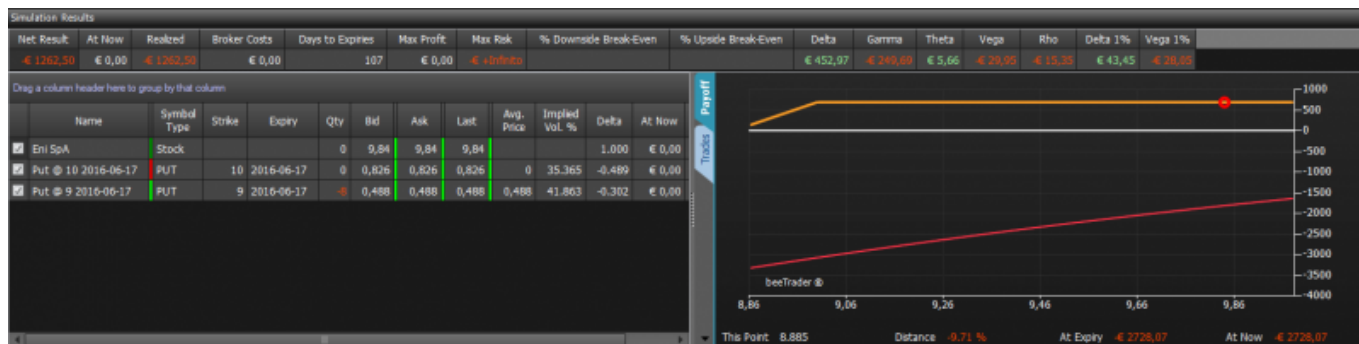 Simulation Results
Net Result At Now Realized Broker Costs Days to Expiries Max Profit Max Risk % Downside Break-Even % Upside Break-Even Delta Gamma Theta Vega Rho Delta 1% Vega 1%
-€ 1262,50 € 0,00 -€ 1262,50 € 0,00 107 € 0,00 -€ +Infinito € 452,97 -€ 249,69 € 5,66 -€ 29,95 -€ 15,35 € 43,45 -€ 28,05
Drag a column header here to group by that column
Name Symbol Type Strike Expiry Qty Bid Ask Last Avg. Price Implied Vol. % Delta At Now
Eni SpA Stock 0 9,84 9,84 9,84 1.000 € 0,00
Put @ 10 2016-06-17 PUT 10 2016-06-17 0 0,826 0,826 0,826 0 35.365 -0.489 € 0,00
Put @ 9 2016-06-17 PUT 9 2016-06-17 0,488 0,488 0,488 0,488 41.863 -0.302 € 0,00
Payoff
Trades
1000
500
0
-500
-1000
-1500
-2000
-2500
-3000
-3500
-4000
beeTrader ®
8,86 9,06 9,26 9,46 9,66 9,86
This Point 8.885 Distance -9.71 % At Expiry -€ 2728,07 At Now -€ 2728,07